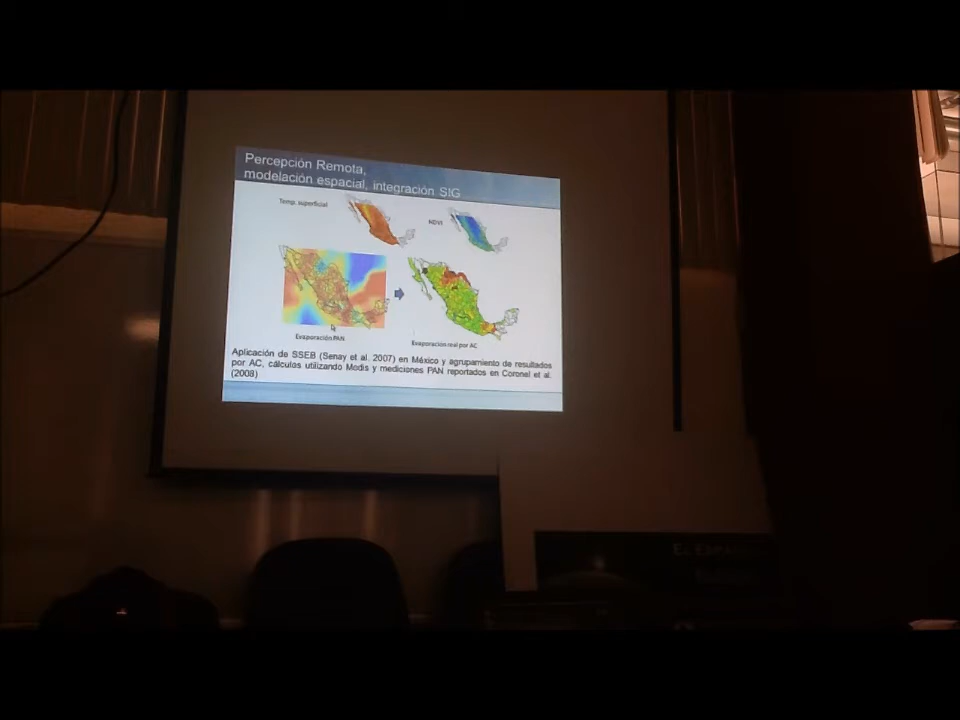 Percepción Remota,
modelación espacial, integración SIG
Temp. superficial
NDVI
Evaporación PAN
Evaporación real por AC
Aplicación de SSEB (Senay et al. 2007) en México y agrupamiento de resultados
por AC, cálculos utilizando Modis y mediciones PAN reportados en Coronel et al.
(2008)